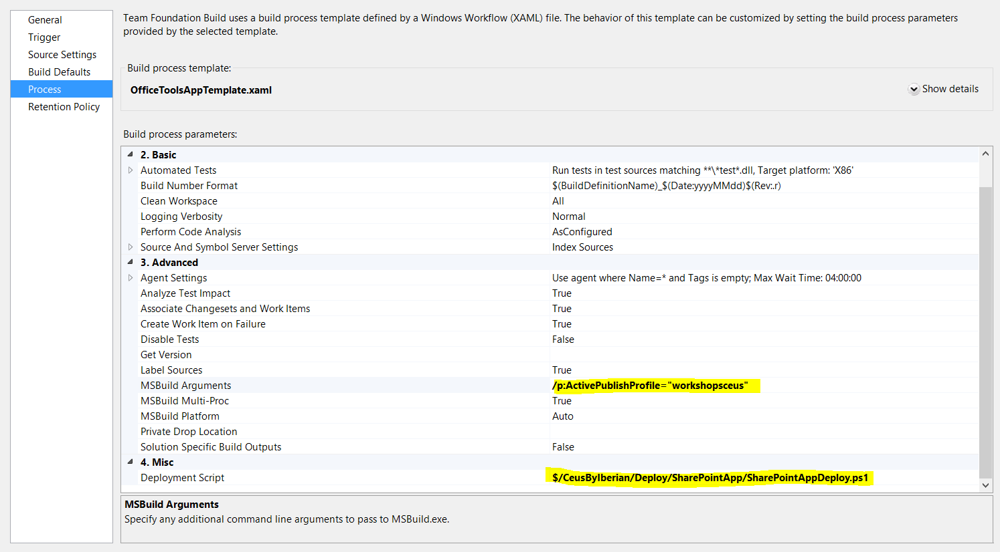 General
Trigger
Source Settings
Build Defaults
Process
Retention Policy
Team Foundation Build uses a build process template defined by a Windows Workflow (XAML) file. The behavior of this template can be customized by setting the build process parameters
provided by the selected template.
Build process template:
OfficeToolsAppTemplate.xaml
Show details
Build process parameters:
2. Basic
Automated Tests Run tests in test sources matching **\*test*.dll, Target platform: 'X86'
Build Number Format $(BuildDefinitionName)_$(Date:yyyyMMdd)$(Rev:.r)
Clean Workspace All
Logging Verbosity Normal
Perform Code Analysis AsConfigured
Source And Symbol Server Settings Index Sources
3. Advanced
Agent Settings Use agent where Name=* and Tags is empty; Max Wait Time: 04:00:00
Analyze Test Impact True
Associate Changesets and Work Items True
Create Work Item on Failure True
Disable Tests False
Get Version
Label Sources True
MSBuild Arguments /p:ActivePublishProfile="workshopsceus"
MSBuild Multi-Proc True
MSBuild Platform Auto
Private Drop Location
Solution Specific Build Outputs False
4. Misc
Deployment Script $/CeusByIberian/Deploy/SharePointApp/SharePointAppDeploy.ps1
MSBuild Arguments
Specify any additional command line arguments to pass to MSBuild.exe.